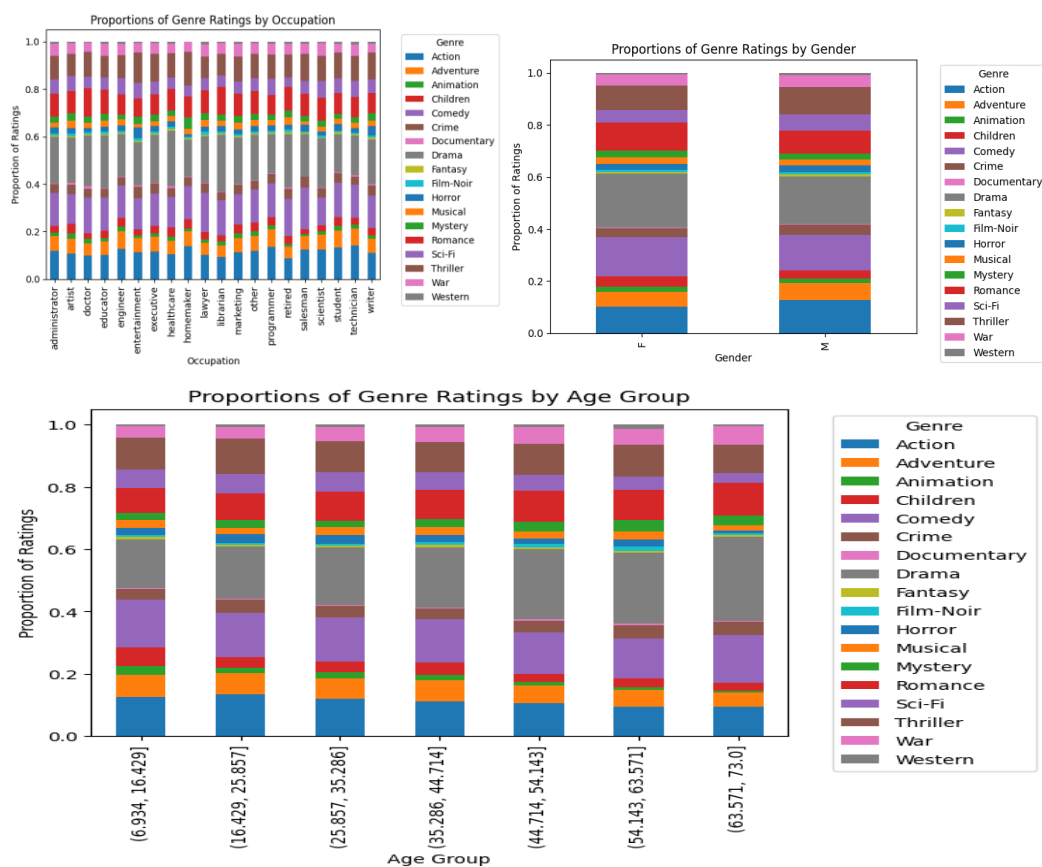 Proportions of Genre Ratings by Occupation
Proportion of Ratings
1.0
0.8
0.6
0.4
0.2
0.0
administrator
artist
doctor
educator
engineer
entertainment
executive
healthcare
homemaker
lawyer
librarian
marketing
other
programmer
retired
salesman
scientist
student
technician
writer
Occupation
Genre
Action
Adventure
Animation
Children
Comedy
Crime
Documentary
Drama
Fantasy
Film-Noir
Horror
Musical
Mystery
Romance
Sci-Fi
Thriller
War
Western
Proportions of Genre Ratings by Gender
Proportion of Ratings
1.0
0.8
0.6
0.4
0.2
0.0
F
M
Gender
Genre
Action
Adventure
Animation
Children
Comedy
Crime
Documentary
Drama
Fantasy
Film-Noir
Horror
Musical
Mystery
Romance
Sci-Fi
Thriller
War
Western
Proportions of Genre Ratings by Age Group
Proportion of Ratings
1.0
0.8
0.6
0.4
0.2
0.0
(6.934, 16.429]
(16.429, 25.857]
(25.857, 35.286]
(35.286, 44.714]
(44.714, 54.143]
(54.143, 63.571]
(63.571, 73.0]
Age Group
Genre
Action
Adventure
Animation
Children
Comedy
Crime
Documentary
Drama
Fantasy
Film-Noir
Horror
Musical
Mystery
Romance
Sci-Fi
Thriller
War
Western